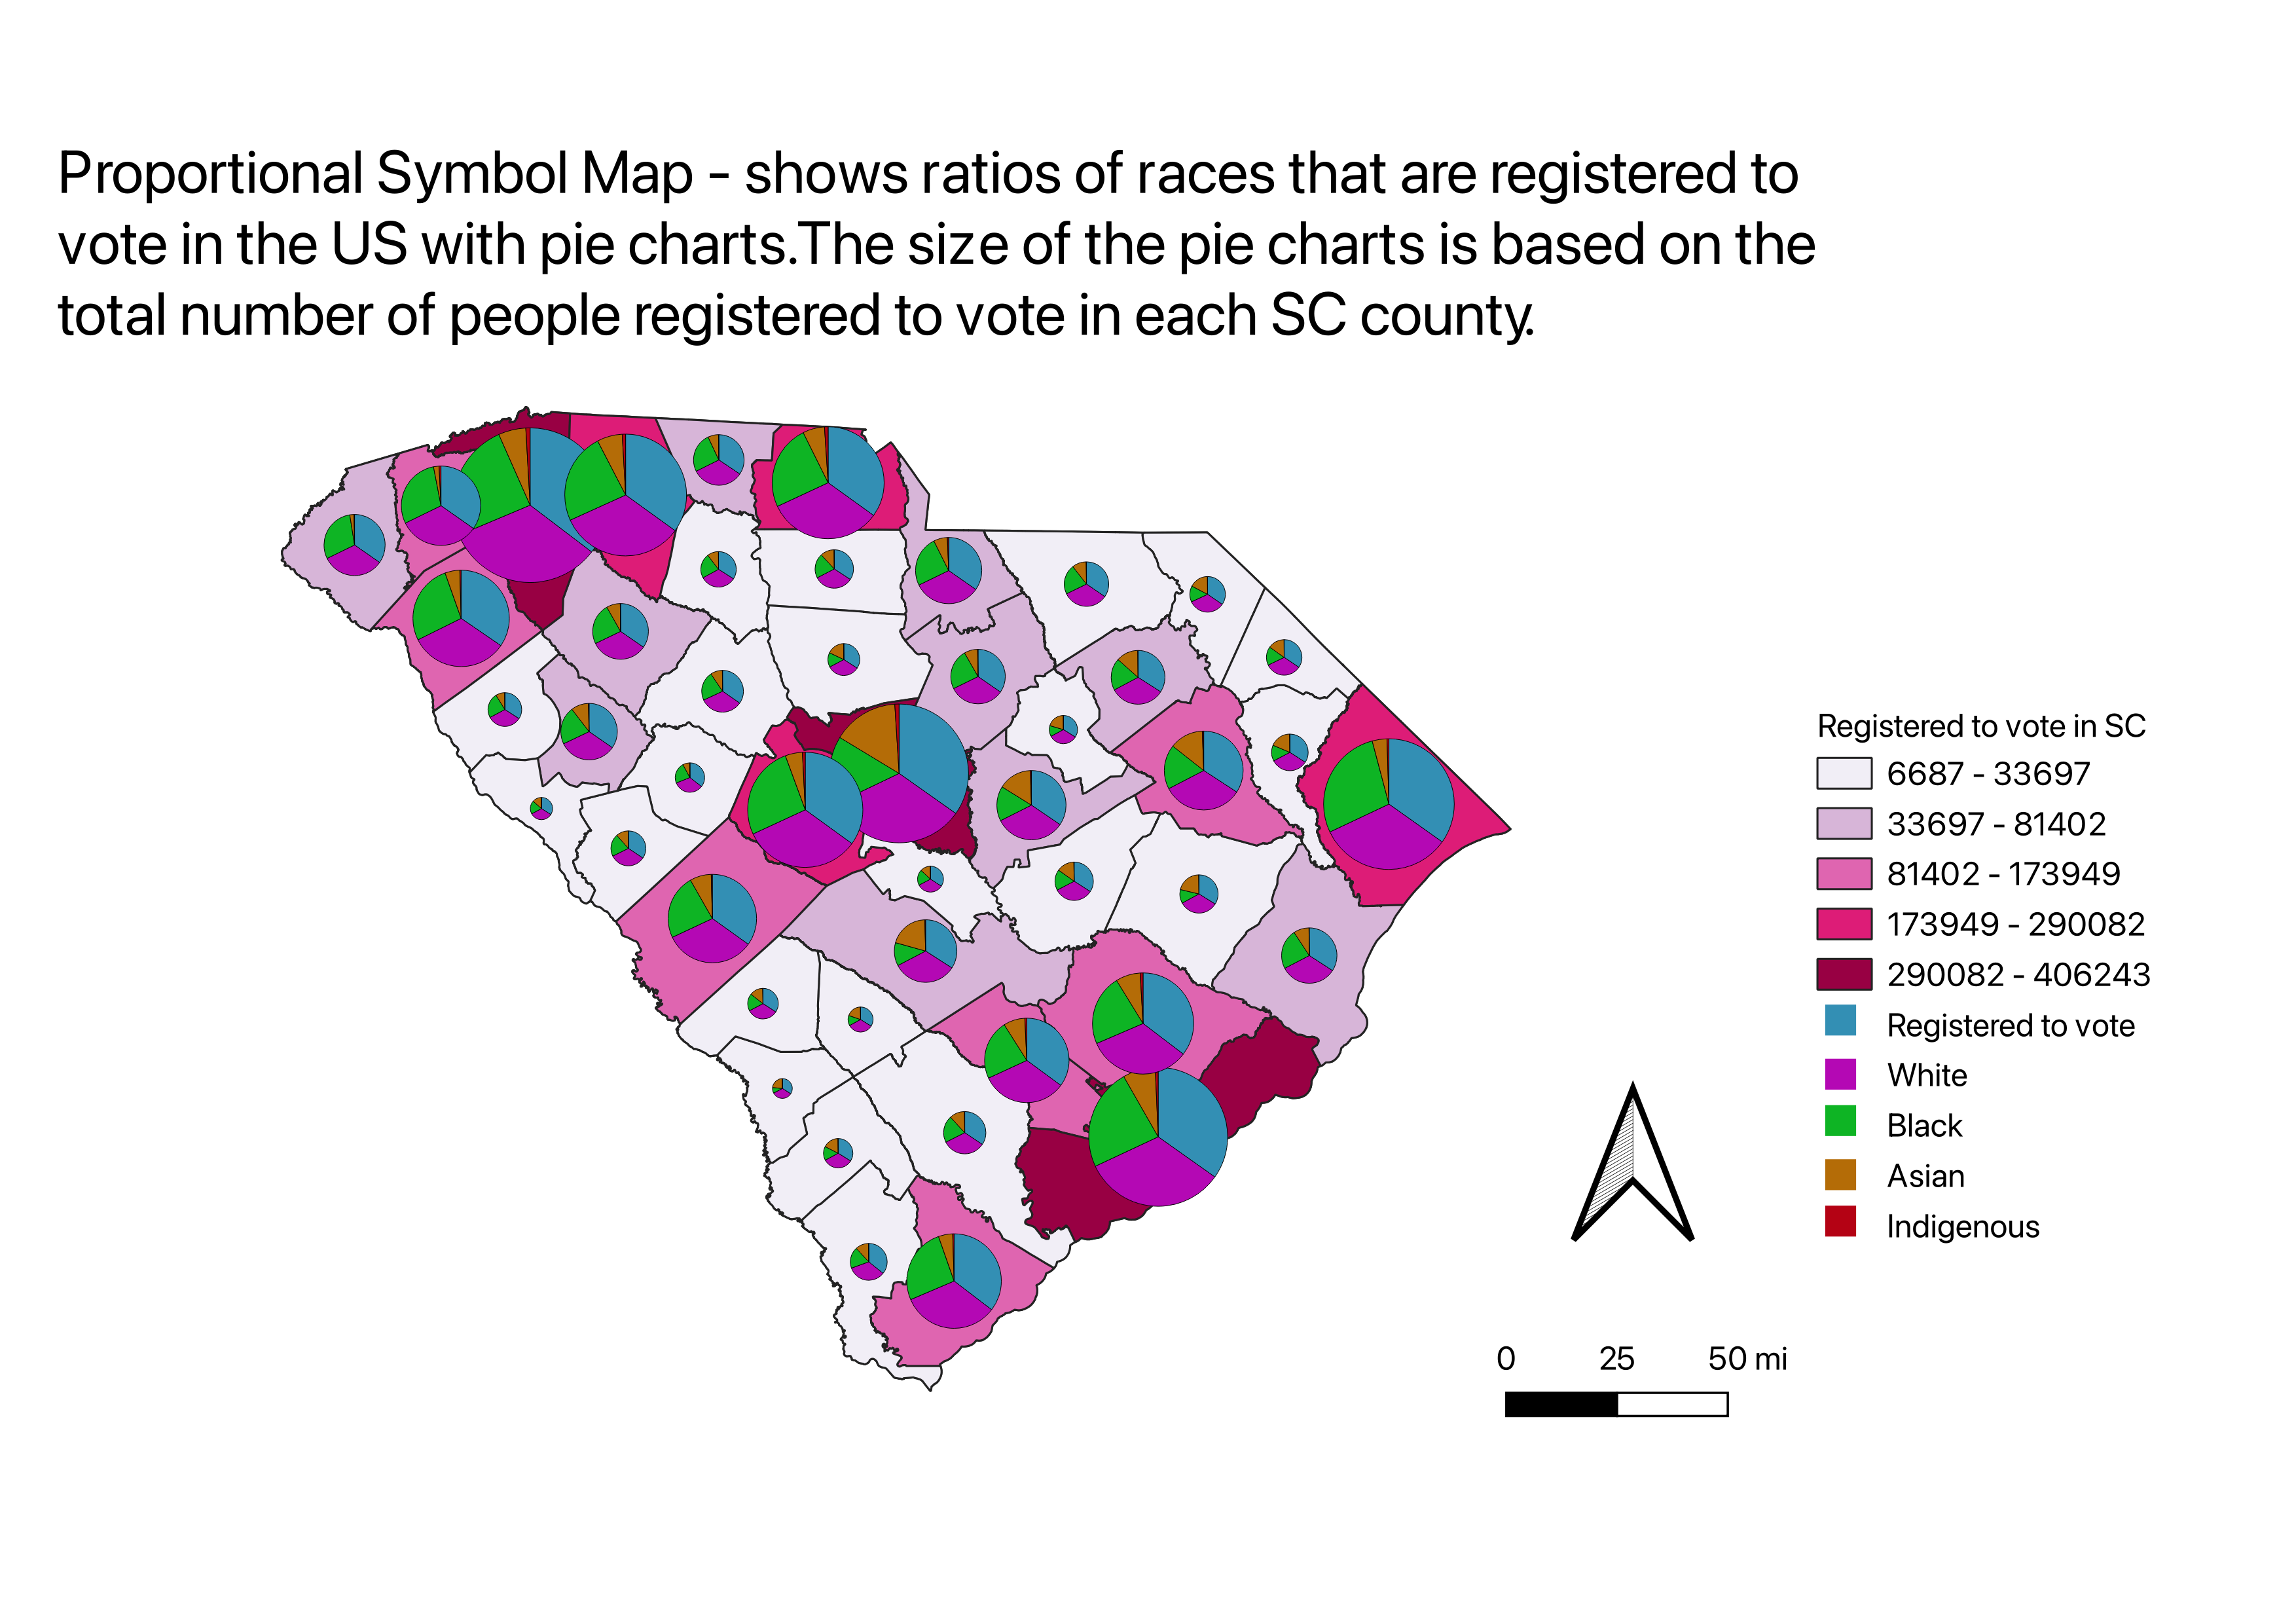 Proportional Symbol Map - shows ratios of races that are registered to
vote in the US with pie charts.The size of the pie charts is based on the
total number of people registered to vote in each SC county.
Registered to vote in SC
6687 - 33697
33697 - 81402
81402 - 173949
173949 - 290082
290082 - 406243
Registered to vote
White
Black
Asian
Indigenous
0 25 50 mi